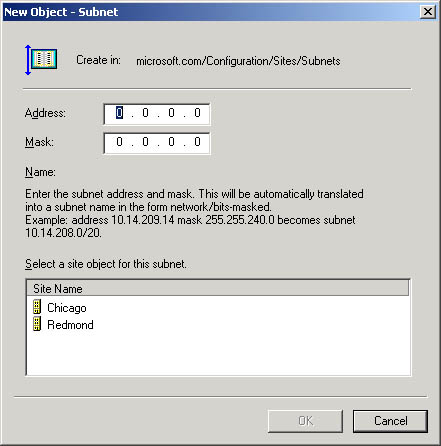 New Object - Subnet
Create in: microsoft.com/Configuration/Sites/Subnets
Address: 0 . 0 . 0 . 0
Mask: 0 . 0 . 0 . 0
Name:
Enter the subnet address and mask. This will be automatically translated
into a subnet name in the form network/bits-masked.
Example: address 10.14.209.14 mask 255.255.240.0 becomes subnet
10.14.208.0/20.
Select a site object for this subnet.
Site Name
Chicago
Redmond
OK Cancel